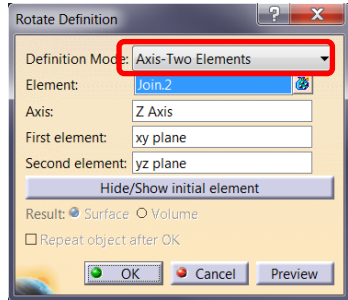 Rotate Definition
Definition Mode: Axis-Two Elements
Element: Join.2
Axis: Z Axis
First element: xy plane
Second element: yz plane
Hide/Show initial element
Result: Surface Volume
Repeat object after OK
OK Cancel Preview